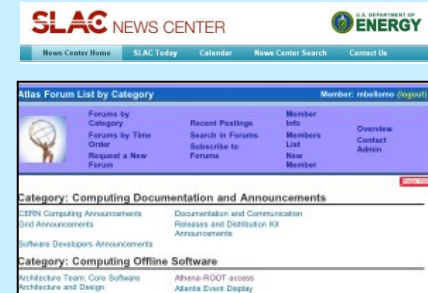 SLAC NEWS CENTER
U.S. DEPARTMENT OF
ENERGY
News Center Home SLAC Today Calendar News Center Search Contact Us
Atlas Forum List by Category Member: mbellomo (logout)
Forums by Category
Forums by Time Order
Request a New Forum
Recent Postings
Search in Forums
Subscribe to Forums
Member Info
Members List
New Member
Overview
Contact Admin
Category: Computing Documentation and Announcements
CERN Computing Announcements Documentation and Communication
Grid Announcements Releases and Distribution Kit
Announcements
Software Developers Announcements
Category: Computing Offline Software
Architecture Team: Core Software Athena-ROOT access
Architecture and Design Atlantis Event Display